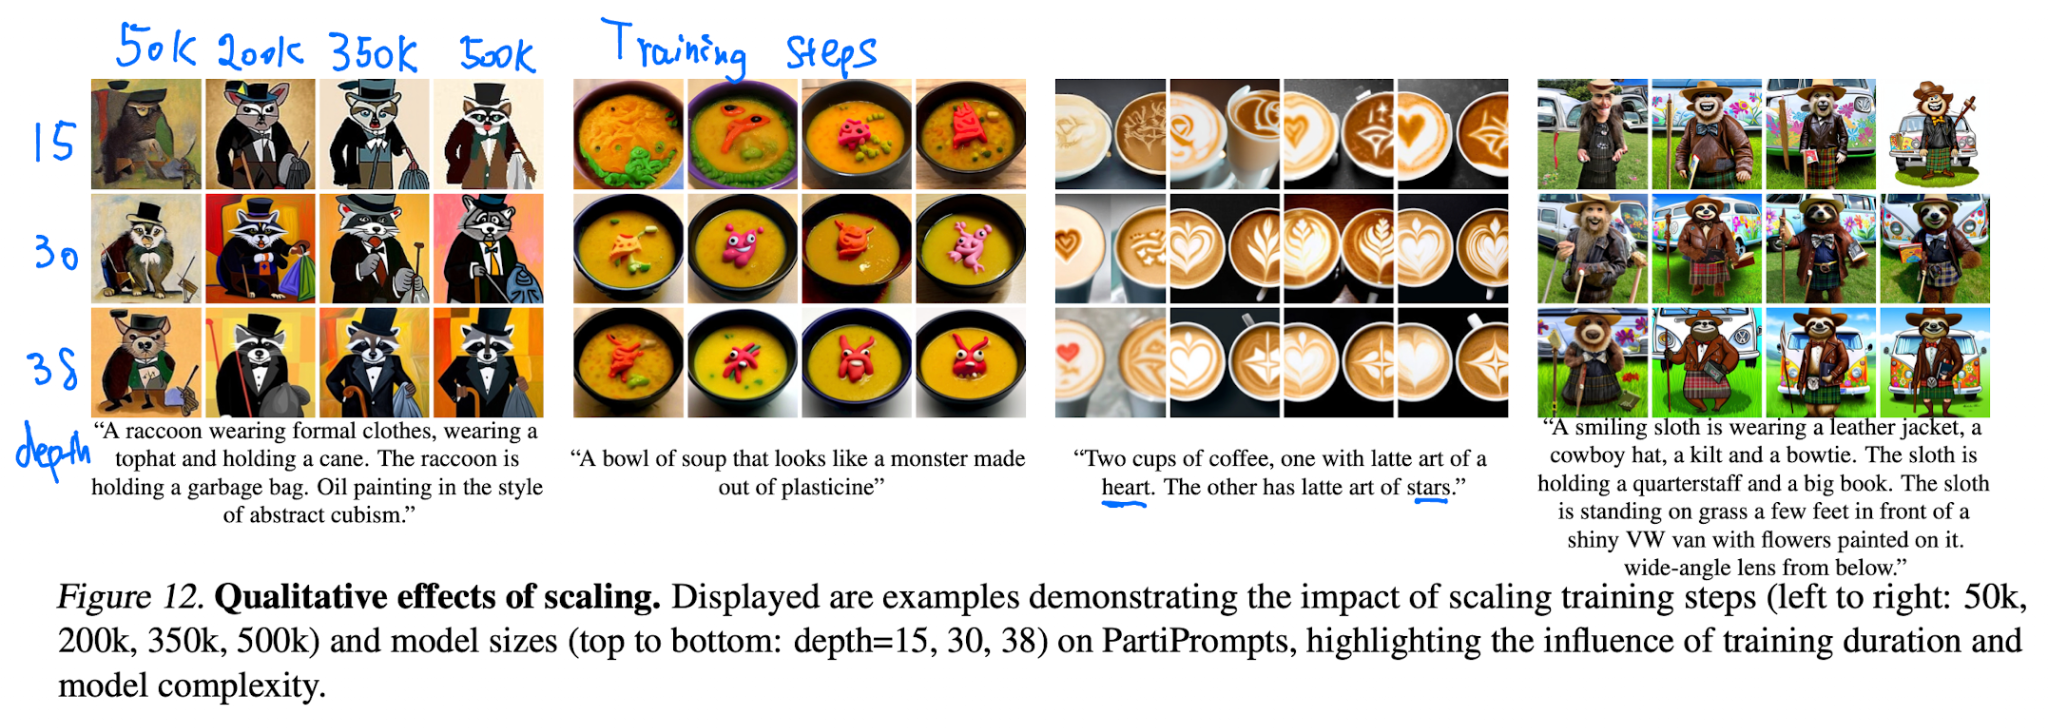 50K 200K 350K 500K Training steps
15
30
38
depth
“A raccoon wearing formal clothes, wearing a
tophat and holding a cane. The raccoon is
holding a garbage bag. Oil painting in the style
of abstract cubism.”
“A bowl of soup that looks like a monster made
out of plasticine”
“Two cups of coffee, one with latte art of a
heart. The other has latte art of stars.”
“A smiling sloth is wearing a leather jacket, a
cowboy hat, a kilt and a bowtie. The sloth is
holding a quarterstaff and a big book. The sloth
is standing on grass a few feet in front of a
shiny VW van with flowers painted on it.
wide-angle lens from below.”
Figure 12. Qualitative effects of scaling. Displayed are examples demonstrating the impact of scaling training steps (left to right: 50k,
200k, 350k, 500k) and model sizes (top to bottom: depth=15, 30, 38) on PartiPrompts, highlighting the influence of training duration and
model complexity.